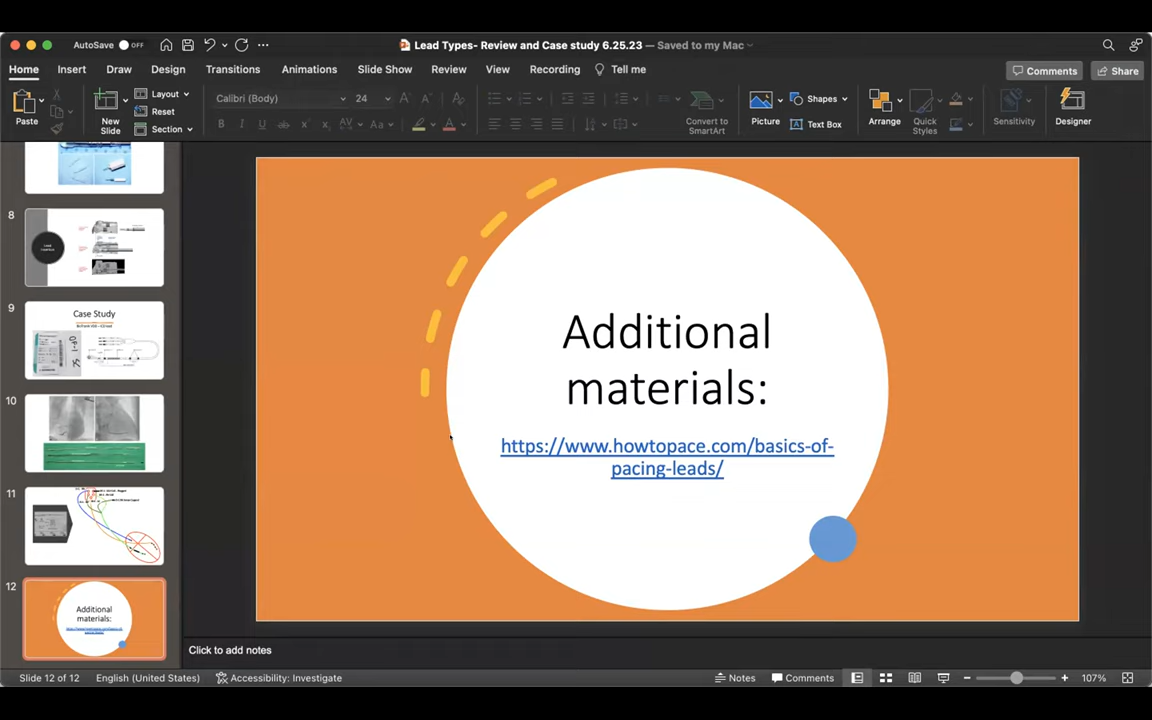 AutoSave OFF
Lead Types- Review and Case study 6.25.23 — Saved to my Mac
Home Insert Draw Design Transitions Animations Slide Show Review View Recording Tell me
Comments Share
Paste
New Slide
Layout
Reset
Section
Calibri (Body) 24
Convert to SmartArt
Picture
Shapes
Text Box
Arrange
Quick Styles
Sensitivity
Designer
8
9
Case Study
10
11
12
Additional
materials:
Additional
materials:
https://www.howtopace.com/basics-of-
pacing-leads/
Click to add notes
Slide 12 of 12 English (United States) Accessibility: Investigate Notes Comments 107%